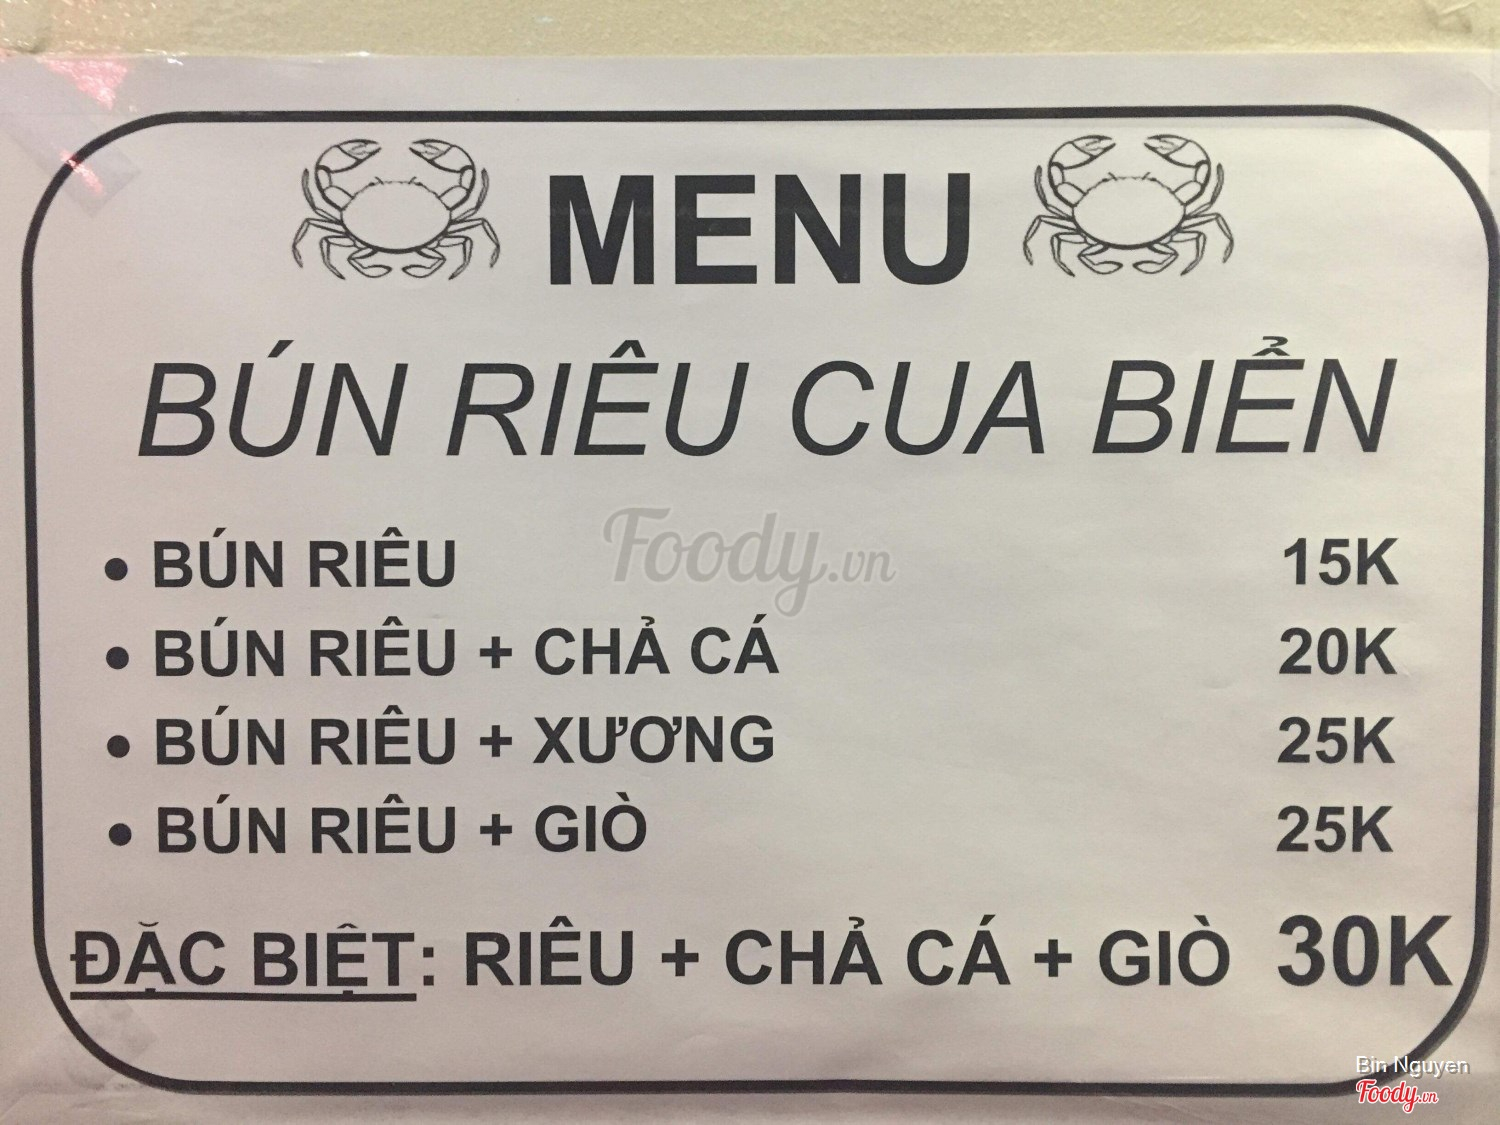 MENU
BÚN RIÊU CUA BIỂN
Foody.vn
• BÚN RIÊU 15K
• BÚN RIÊU + CHẢ CÁ 20K
• BÚN RIÊU + XƯƠNG 25K
• BÚN RIÊU + GIÒ 25K
ĐẶC BIỆT: RIÊU + CHẢ CÁ + GIÒ 30K
Bin Nguyen
Foody.vn